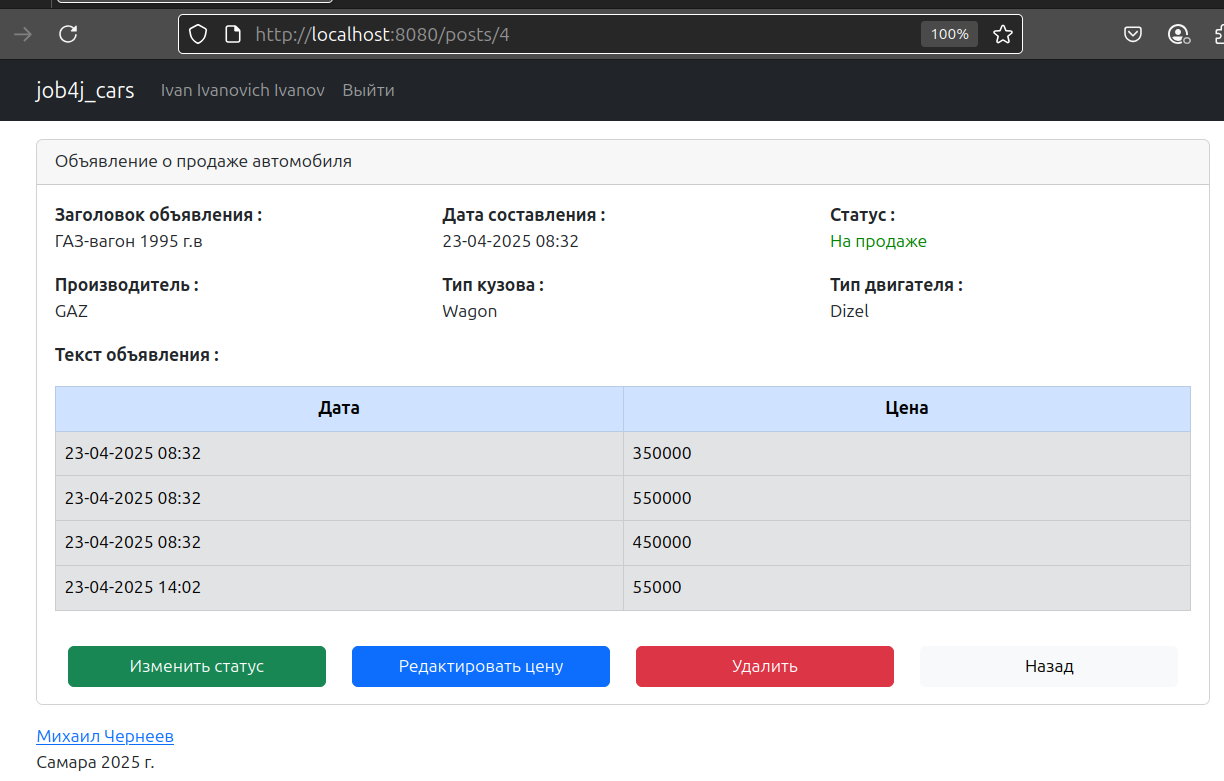 http://localhost:8080/posts/4 100%
job4j_cars Ivan Ivanovich Ivanov Выйти
Объявление о продаже автомобиля
Заголовок объявления : Дата составления : Статус :
ГАЗ-вагон 1995 г.в 23-04-2025 08:32 На продаже
Производитель : Тип кузова : Тип двигателя :
GAZ Wagon Dizel
Текст объявления :
Дата Цена
23-04-2025 08:32 350000
23-04-2025 08:32 550000
23-04-2025 08:32 450000
23-04-2025 14:02 55000
Изменить статус Редактировать цену Удалить Назад
Михаил Чернеев
Самара 2025 г.